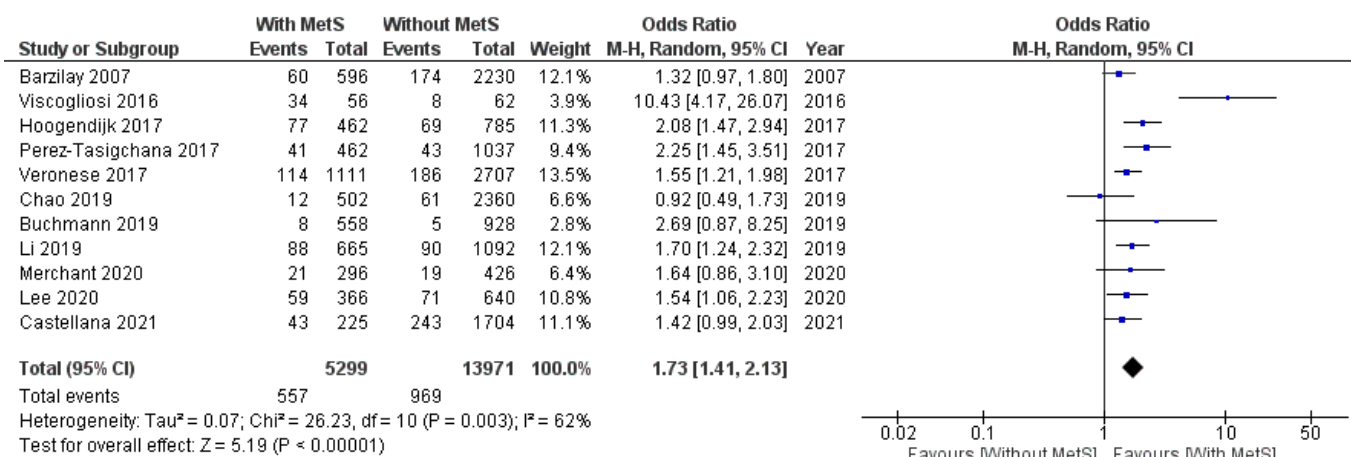 With MetS Without MetS Odds Ratio Odds Ratio
Study or Subgroup Events Total Events Total Weight M-H, Random, 95% CI Year M-H, Random, 95% CI
Barzilay 2007 60 596 174 2230 12.1% 1.32 [0.97, 1.80] 2007
Viscogliosi 2016 34 56 8 62 3.9% 10.43 [4.17, 26.07] 2016
Hoogendijk 2017 77 462 69 785 11.3% 2.08 [1.47, 2.94] 2017
Perez-Tasigchana 2017 41 462 43 1037 9.4% 2.25 [1.45, 3.51] 2017
Veronese 2017 114 1111 186 2707 13.5% 1.55 [1.21, 1.98] 2017
Chao 2019 12 502 61 2360 6.6% 0.92 [0.49, 1.73] 2019
Buchmann 2019 8 558 5 928 2.8% 2.69 [0.87, 8.25] 2019
Li 2019 88 665 90 1092 12.1% 1.70 [1.24, 2.32] 2019
Merchant 2020 21 296 19 426 6.4% 1.64 [0.86, 3.10] 2020
Lee 2020 59 366 71 640 10.8% 1.54 [1.06, 2.23] 2020
Castellana 2021 43 225 243 1704 11.1% 1.42 [0.99, 2.03] 2021
Total (95% CI) 5299 13971 100.0% 1.73 [1.41, 2.13]
Total events 557 969
Heterogeneity: Tau² = 0.07; Chi² = 26.23, df = 10 (P = 0.003); I² = 62%
Test for overall effect: Z = 5.19 (P < 0.00001)
0.02 0.1 1 10 50
Favours [Without MetS] Favours [With MetS]